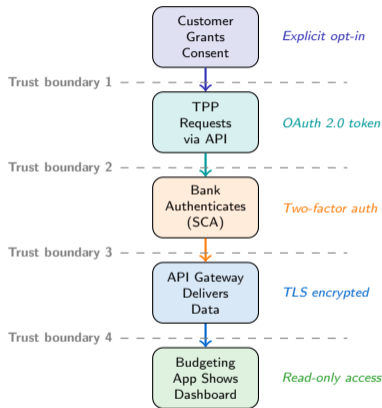 Customer
Grants
Consent
Explicit opt-in
Trust boundary 1
TPP
Requests
via API
OAuth 2.0 token
Trust boundary 2
Bank
Authenticates
(SCA)
Two-factor auth
Trust boundary 3
API Gateway
Delivers
Data
TLS encrypted
Trust boundary 4
Budgeting
App Shows
Dashboard
Read-only access